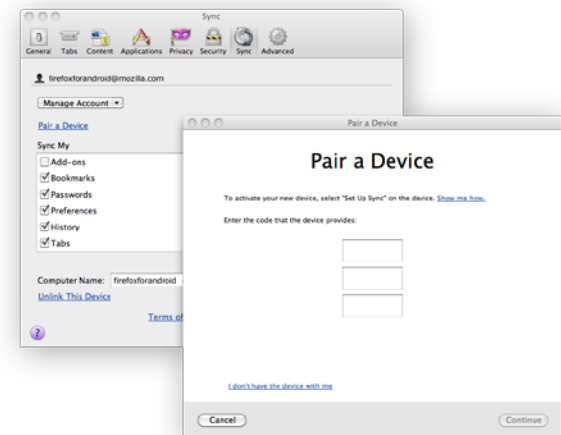 Sync
General Tabs Content Applications Privacy Security Sync Advanced
firefoxforandroid@mozilla.com
Manage Account
Pair a Device
Sync My
Add-ons
Bookmarks
Passwords
Preferences
History
Tabs
Computer Name: firefoxforandroid
Unlink This Device
Terms of
?
Pair a Device
Pair a Device
To activate your new device, select "Set Up Sync" on the device. Show me how.
Enter the code that the device provides:
I don't have the device with me
Cancel
Continue